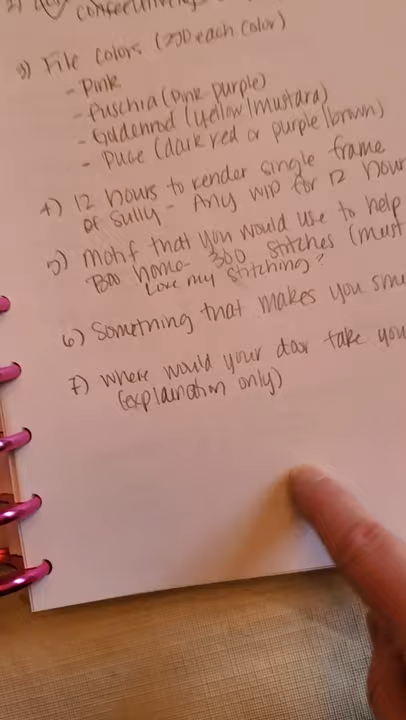 3) File Colors (200 each color)
- Pink
- Fuschia (pink purple)
- Goldenrod (yellow/mustard)
- Puce (dark red or purple/brown)
4) 12 hours to render single frame
of Sully - Any WIP for 12 hour
5) Motif that you would use to help
Boo home - 300 stitches (must
Love my stitching"
6) Something that makes you smi
7) where would your door take you
(explaination only)